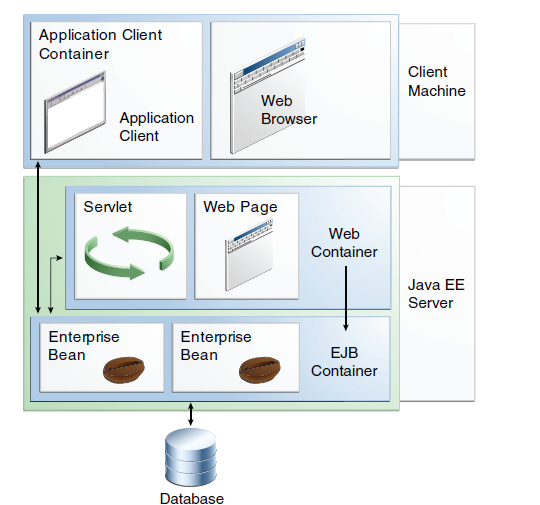 Application Client
Container
Application
Client
Web
Browser
Client
Machine
Servlet
Web Page
Web
Container
Java EE
Server
Enterprise
Bean
Enterprise
Bean
EJB
Container
Database